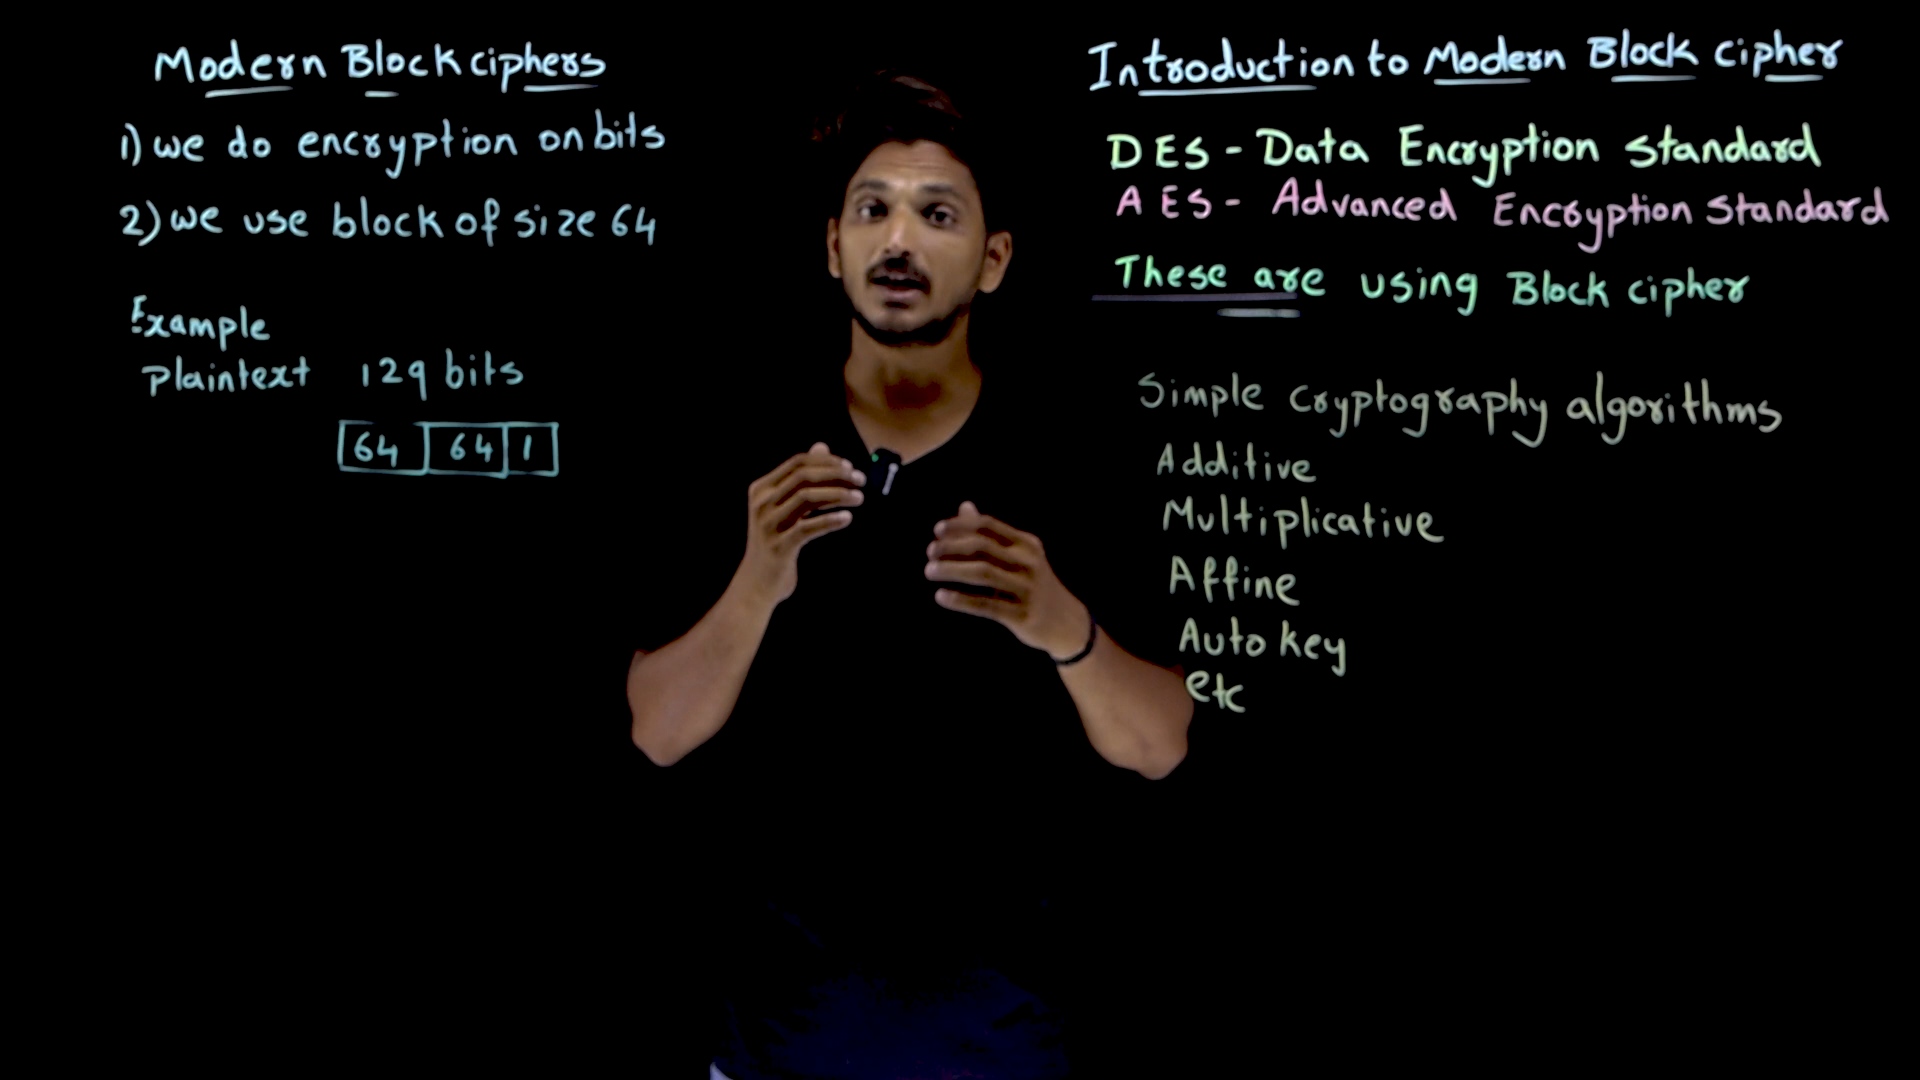 Modern Block ciphers
1) we do encryption on bits
2) we use block of size 64
Example
plaintext 129 bits
64 64 1
Introduction to Modern Block cipher
DES - Data Encryption Standard
AES - Advanced Encryption Standard
These are using Block cipher
Simple cryptography algorithms
Additive
Multiplicative
Affine
Auto key
etc